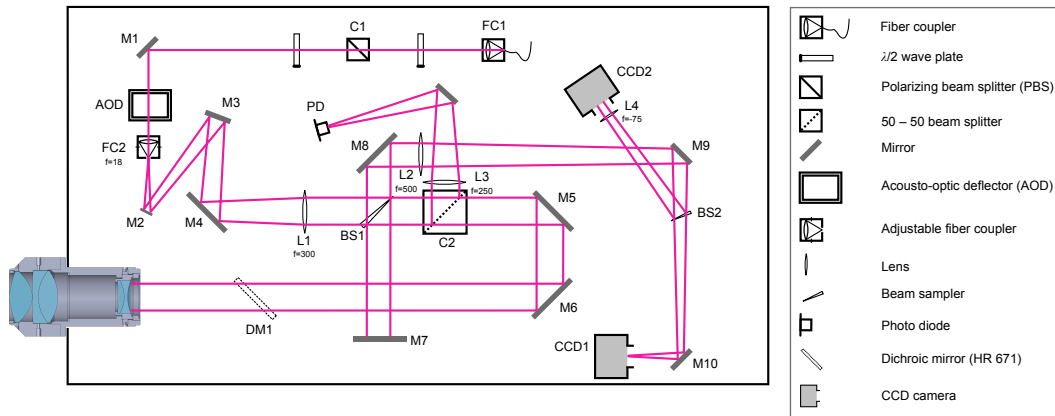 C1
FC1
M1
AOD
FC2
f=18
M3
PD
CCD2
L4
f=-75
M8
M9
L2
f=500
L3
f=250
M2
M4
L1
f=300
BS1
C2
M5
BS2
M6
DM1
M7
CCD1
M10
Fiber coupler
λ/2 wave plate
Polarizing beam splitter (PBS)
50 – 50 beam splitter
Mirror
Acousto-optic deflector (AOD)
Adjustable fiber coupler
Lens
Beam sampler
Photo diode
Dichroic mirror (HR 671)
CCD camera